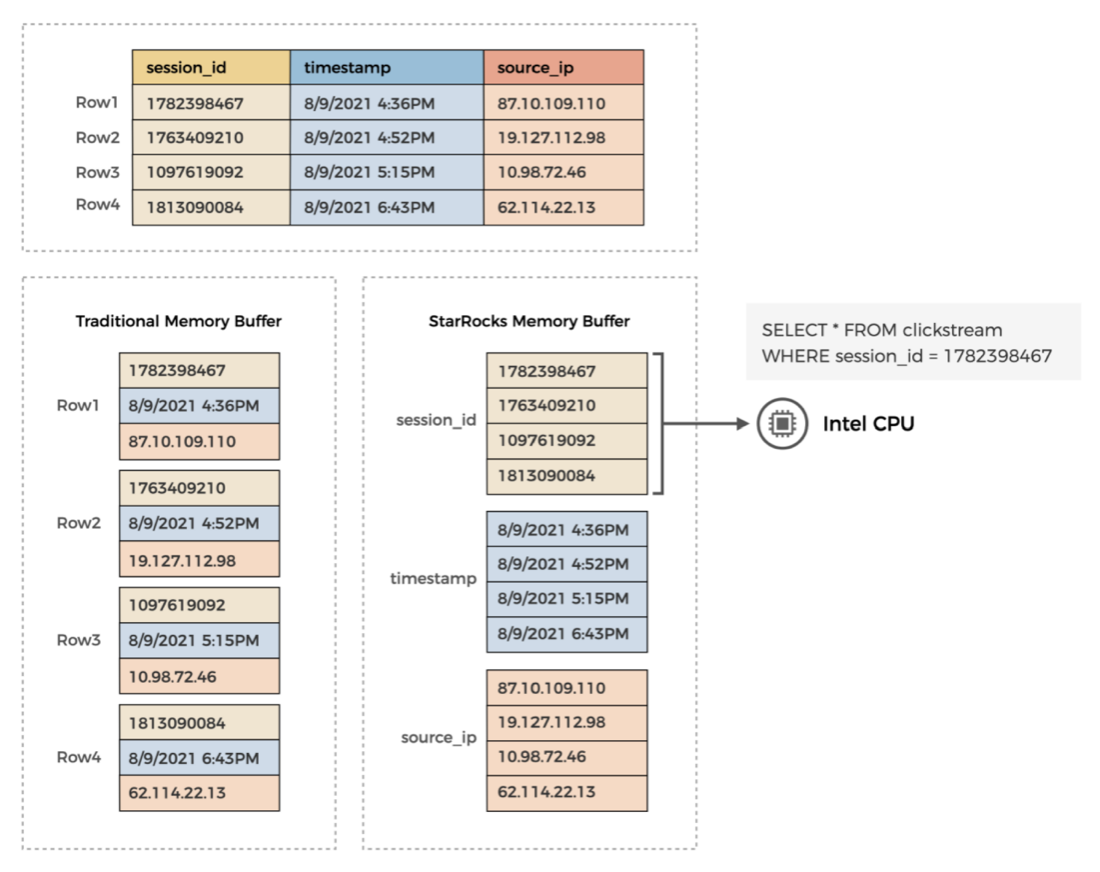 session_id timestamp source_ip
Row1 1782398467 8/9/2021 4:36PM 87.10.109.110
Row2 1763409210 8/9/2021 4:52PM 19.127.112.98
Row3 1097619092 8/9/2021 5:15PM 10.98.72.46
Row4 1813090084 8/9/2021 6:43PM 62.114.22.13
Traditional Memory Buffer
Row1
1782398467
8/9/2021 4:36PM
87.10.109.110
Row2
1763409210
8/9/2021 4:52PM
19.127.112.98
Row3
1097619092
8/9/2021 5:15PM
10.98.72.46
Row4
1813090084
8/9/2021 6:43PM
62.114.22.13
StarRocks Memory Buffer
session_id
1782398467
1763409210
1097619092
1813090084
timestamp
8/9/2021 4:36PM
8/9/2021 4:52PM
8/9/2021 5:15PM
8/9/2021 6:43PM
source_ip
87.10.109.110
19.127.112.98
10.98.72.46
62.114.22.13
SELECT * FROM clickstream
WHERE session_id = 1782398467
Intel CPU